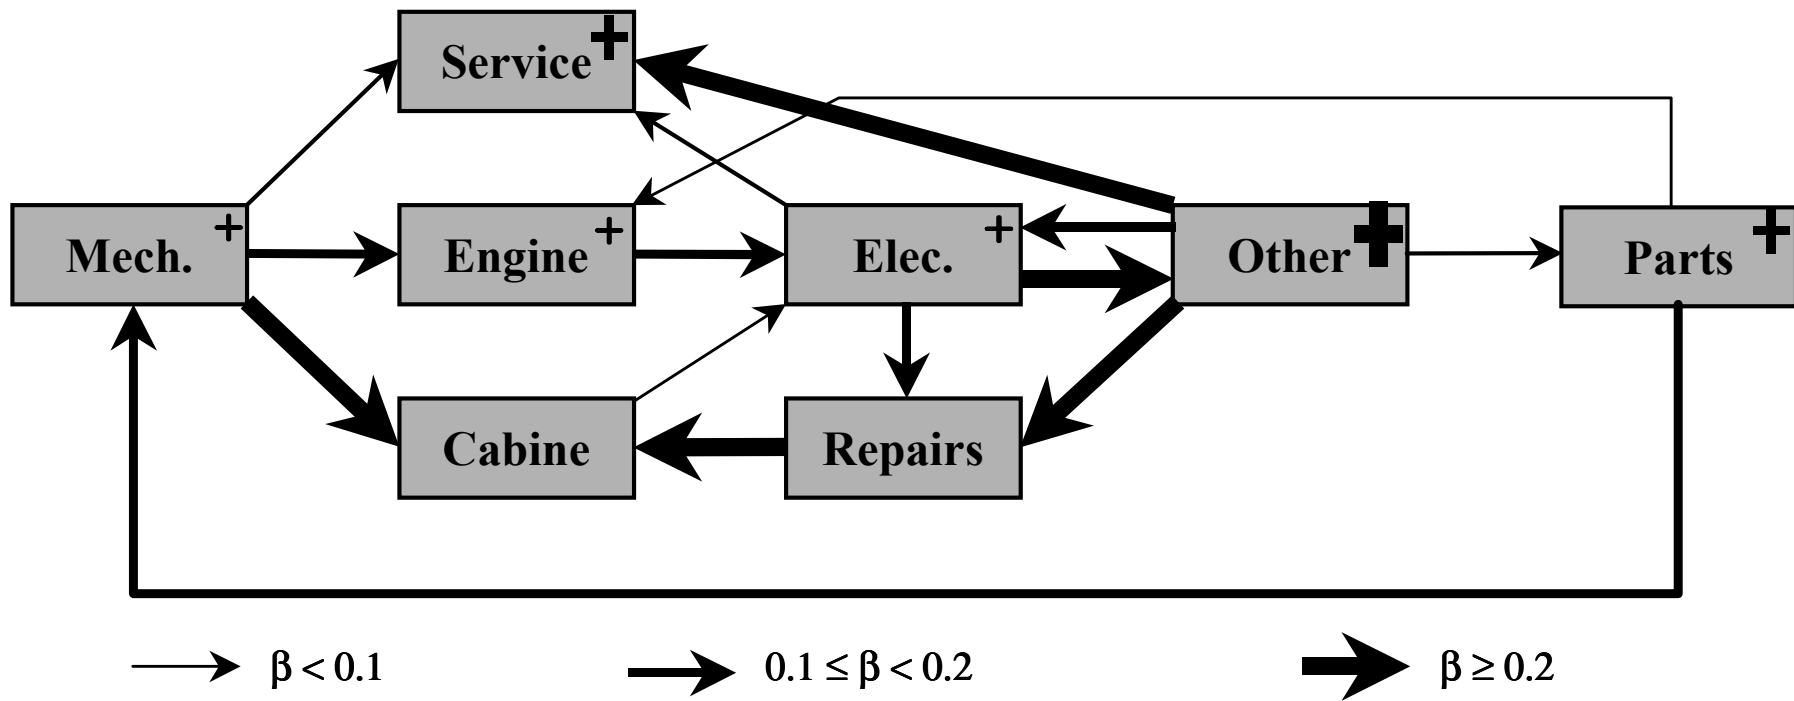 Service +
Mech. +
Engine +
Elec. +
Other +
Parts +
Cabine
Repairs
β < 0.1
0.1 ≤ β < 0.2
β ≥ 0.2